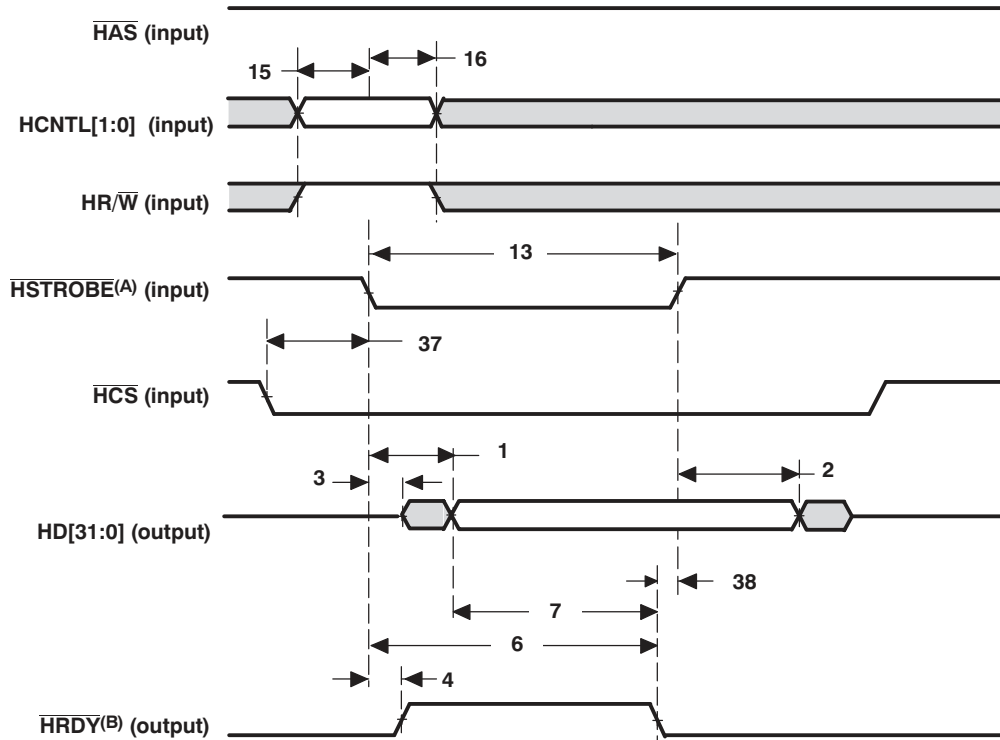 HAS (input)
15
16
HCNTL[1:0] (input)
HR/W (input)
13
HSTROBE(A) (input)
37
HCS (input)
1
3
2
HD[31:0] (output)
38
7
6
4
HRDY(B) (output)